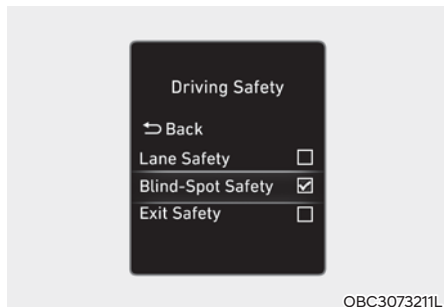 Driving Safety
Back
Lane Safety
Blind-Spot Safety
Exit Safety
OBC3073211L